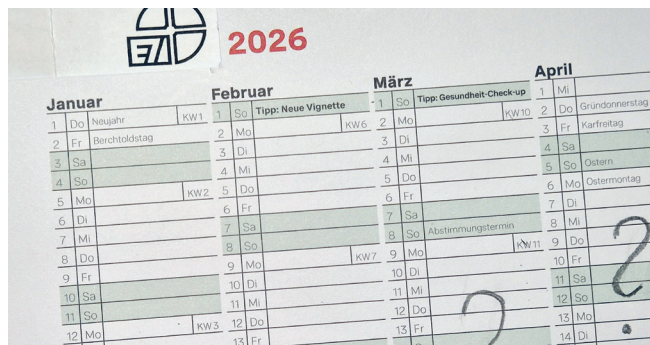 2026
Januar
1 Do Neujahr KW1
2 Fr Berchtoldstag
3 Sa
4 So
5 Mo KW2
6 Di
7 Mi
8 Do
9 Fr
10 Sa
11 So
12 Mo KW3
Februar
1 So Tipp: Neue Vignette
2 Mo KW6
3 Di
4 Mi
5 Do
6 Fr
7 Sa
8 So
9 Mo KW7
10 Di
11 Mi
12 Do
13 Fr
März
1 So Tipp: Gesundheit-Check-up
2 Mo KW10
3 Di
4 Mi
5 Do
6 Fr
7 Sa
8 So Abstimmungstermin
9 Mo KW11
10 Di
11 Mi
12 Do
13 Fr
?
April
1 Mi
2 Do Gründonnerstag
3 Fr Karfreitag
4 Sa
5 So Ostern
6 Mo Ostermontag
7 Di
8 Mi
9 Do
10 Fr
11 Sa
12 So
13 Mo
14 Di
?